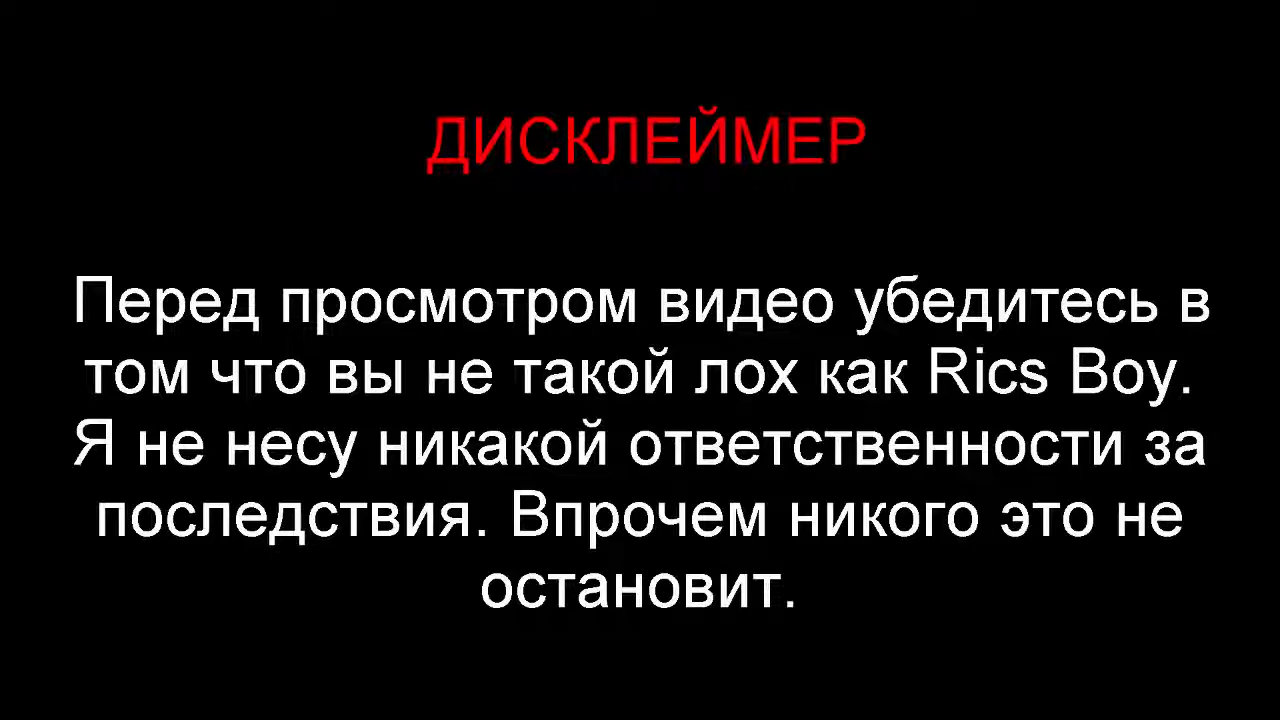 ДИСКЛЕЙМЕР
Перед просмотром видео убедитесь в
том что вы не такой лох как Rics Boy.
Я не несу никакой ответственности за
последствия. Впрочем никого это не
остановит.